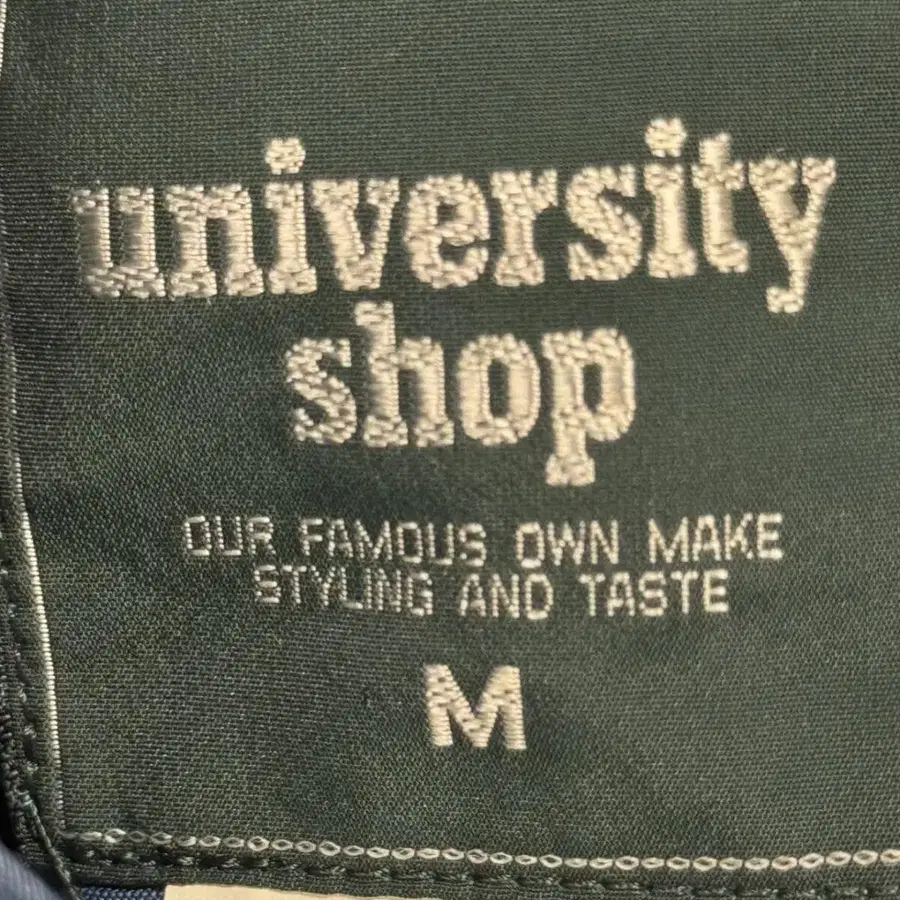 university
shop
OUR FAMOUS OWN MAKE
STYLING AND TASTE
M